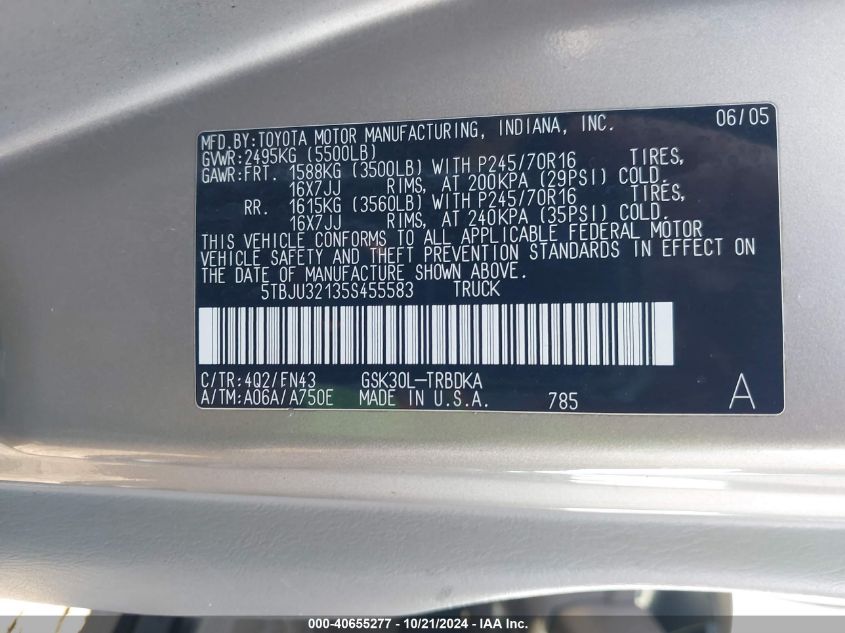 MFD.BY:TOYOTA MOTOR MANUFACTURING, INDIANA, INC. 06/05
GVWR:2495KG (5500LB)
GAWR:FRT. 1588KG (3500LB) WITH P245/70R16 TIRES,
16X7JJ RIMS, AT 200KPA (29PSI) COLD.
RR. 1615KG (3560LB) WITH P245/70R16 TIRES,
16X7JJ RIMS, AT 240KPA (35PSI) COLD.
THIS VEHICLE CONFORMS TO ALL APPLICABLE FEDERAL MOTOR
VEHICLE SAFETY AND THEFT PREVENTION STANDARDS IN EFFECT ON
THE DATE OF MANUFACTURE SHOWN ABOVE.
5TBJU32135S455583 TRUCK
C/TR:4Q2/FN43 GSK30L-TRBDKA
A/TM:A06A/A750E MADE IN U.S.A. 785 A
000-40655277 - 10/21/2024 - IAA Inc.